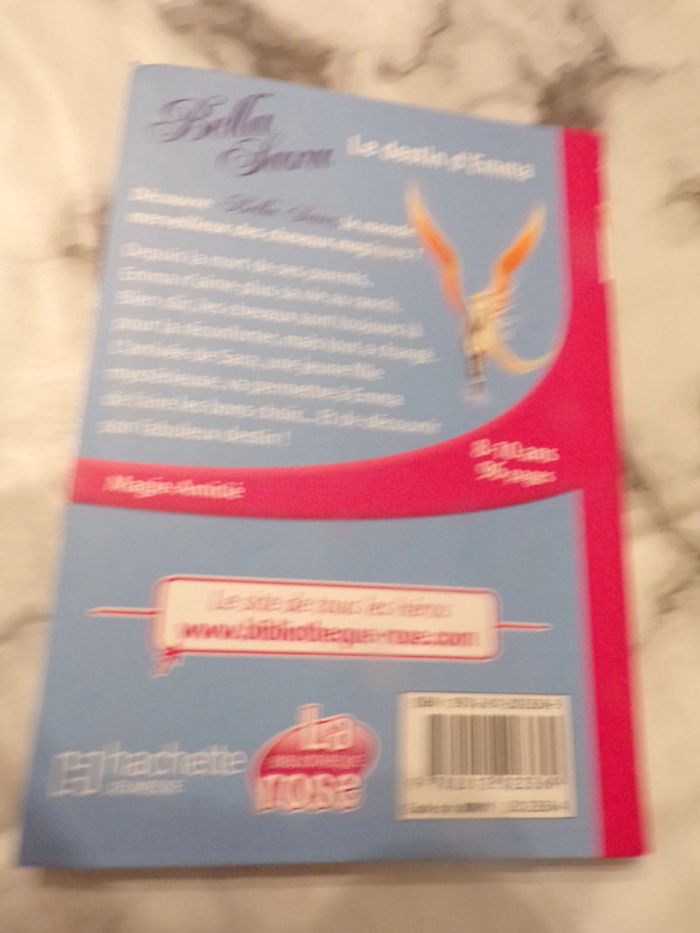 Bella
Sara
Le destin d'Emma
Découvre Bella Sara, le monde
merveilleux des chevaux magiques !
Depuis la mort de ses parents,
Emma n'aime plus sa vie au haras.
Bien sûr, les chevaux sont toujours là
pour la réconforter, mais tout a changé.
L'arrivée de Sara, une jeune fille
mystérieuse, va permettre à Emma
de faire les bons choix... Et de découvrir
son fabuleux destin !
8-10 ans
96 pages
Magie-Amitié
Le site de tous les héros
www.bibliotheque-rose.com
hachette
JEUNESSE
La
BIBLIOTHÈQUE
rose
ISBN :